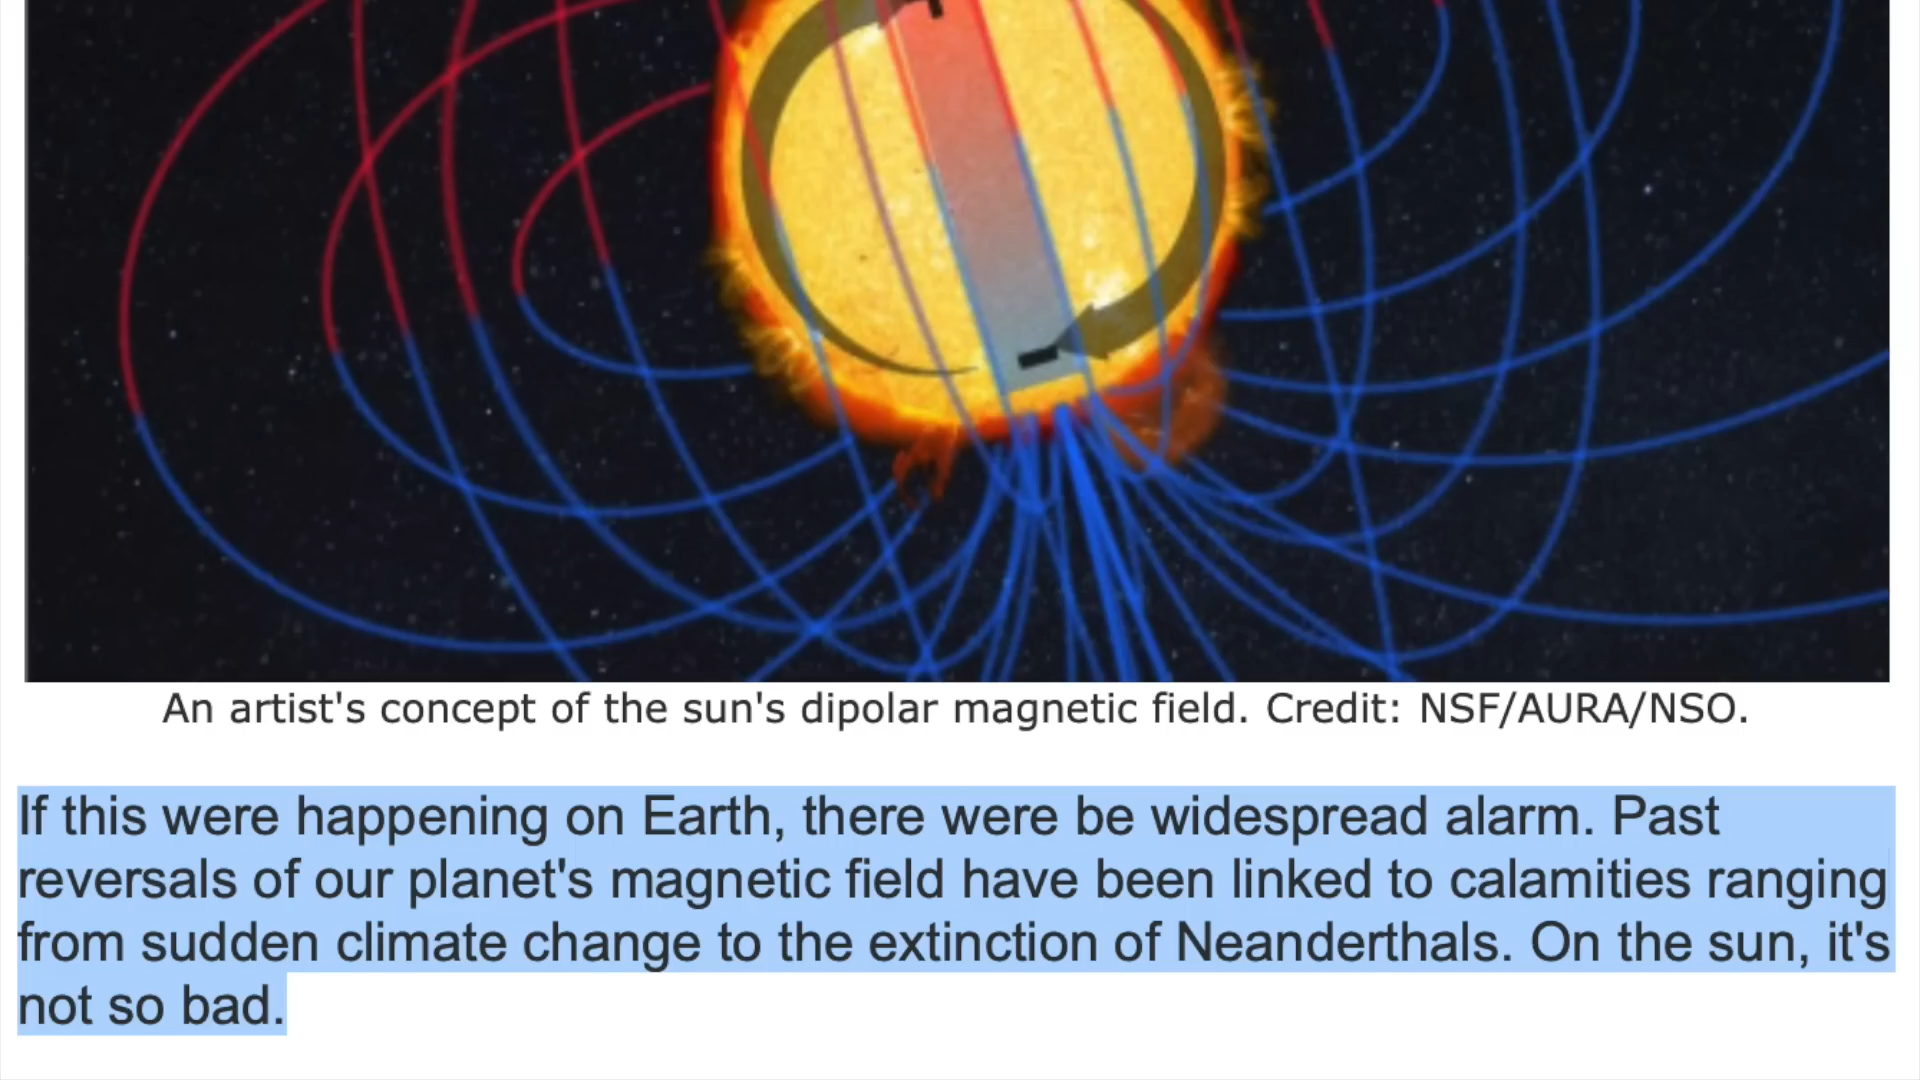 An artist's concept of the sun's dipolar magnetic field. Credit: NSF/AURA/NSO.
If this were happening on Earth, there were be widespread alarm. Past
reversals of our planet's magnetic field have been linked to calamities ranging
from sudden climate change to the extinction of Neanderthals. On the sun, it's
not so bad.